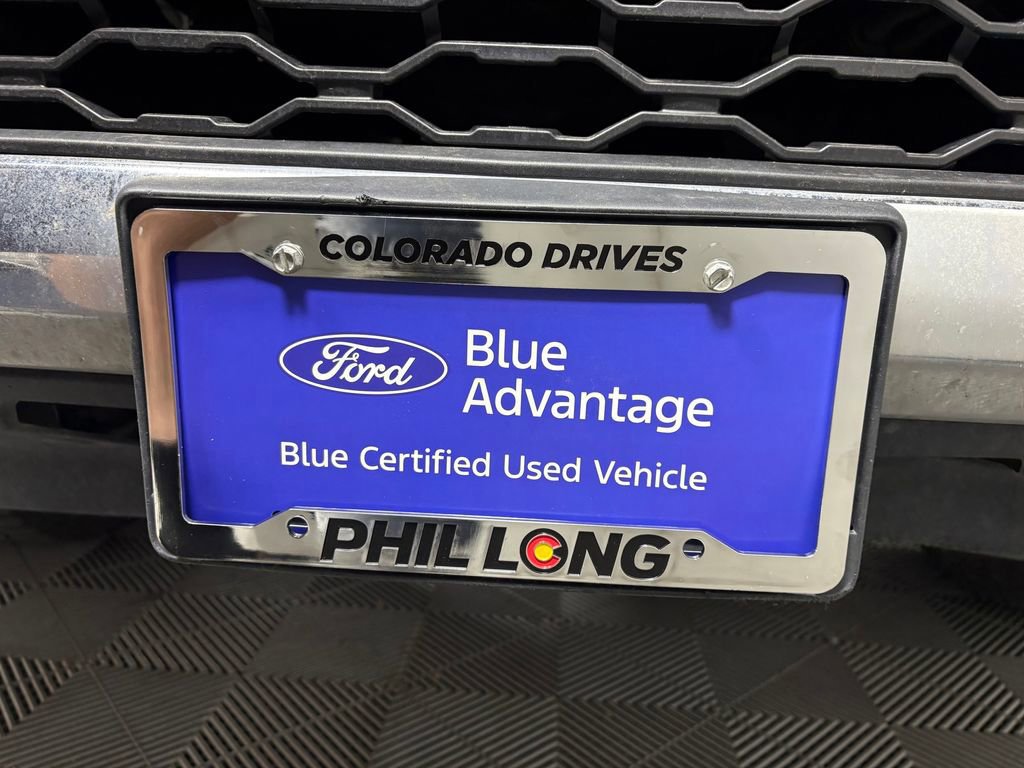 COLORADO DRIVES
Ford
Blue
Advantage
Blue Certified Used Vehicle
PHIL LONG